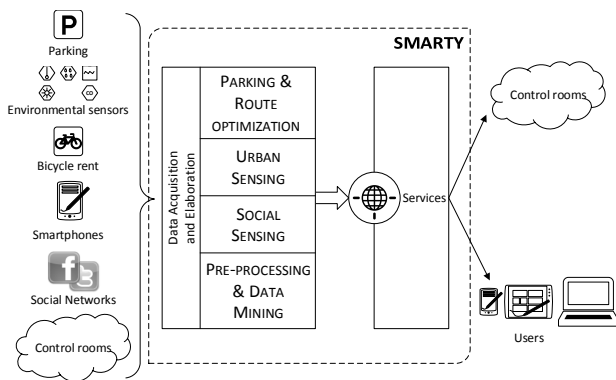 P
Parking
Environmental sensors
co
Bicycle rent
Smartphones
f
t
Social Networks
Control rooms
SMARTY
Data Acquisition
and Elaboration
PARKING &
ROUTE
OPTIMIZATION
URBAN
SENSING
SOCIAL
SENSING
PRE-PROCESSING
& DATA
MINING
Services
Control rooms
Users